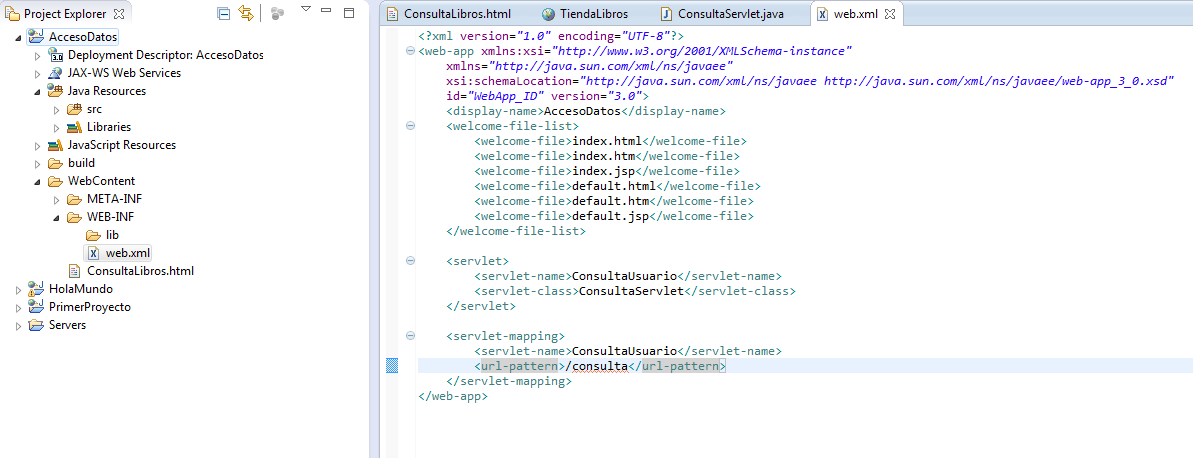 Project Explorer
AccesoDatos
3.0 Deployment Descriptor: AccesoDatos
JAX-WS Web Services
Java Resources
src
Libraries
JavaScript Resources
build
WebContent
META-INF
WEB-INF
lib
web.xml
ConsultaLibros.html
HolaMundo
PrimerProyecto
Servers
ConsultaLibros.html TiendaLibros ConsultaServlet.java web.xml
<?xml version="1.0" encoding="UTF-8"?>
<web-app xmlns:xsi="http://www.w3.org/2001/XMLSchema-instance"
xmlns="http://java.sun.com/xml/ns/javaee"
xsi:schemaLocation="http://java.sun.com/xml/ns/javaee http://java.sun.com/xml/ns/javaee/web-app_3_0.xsd"
id="WebApp_ID" version="3.0">
<display-name>AccesoDatos</display-name>
<welcome-file-list>
<welcome-file>index.html</welcome-file>
<welcome-file>index.htm</welcome-file>
<welcome-file>index.jsp</welcome-file>
<welcome-file>default.html</welcome-file>
<welcome-file>default.htm</welcome-file>
<welcome-file>default.jsp</welcome-file>
</welcome-file-list>
<servlet>
<servlet-name>ConsultaUsuario</servlet-name>
<servlet-class>ConsultaServlet</servlet-class>
</servlet>
<servlet-mapping>
<servlet-name>ConsultaUsuario</servlet-name>
<url-pattern>/consulta</url-pattern>
</servlet-mapping>
</web-app>